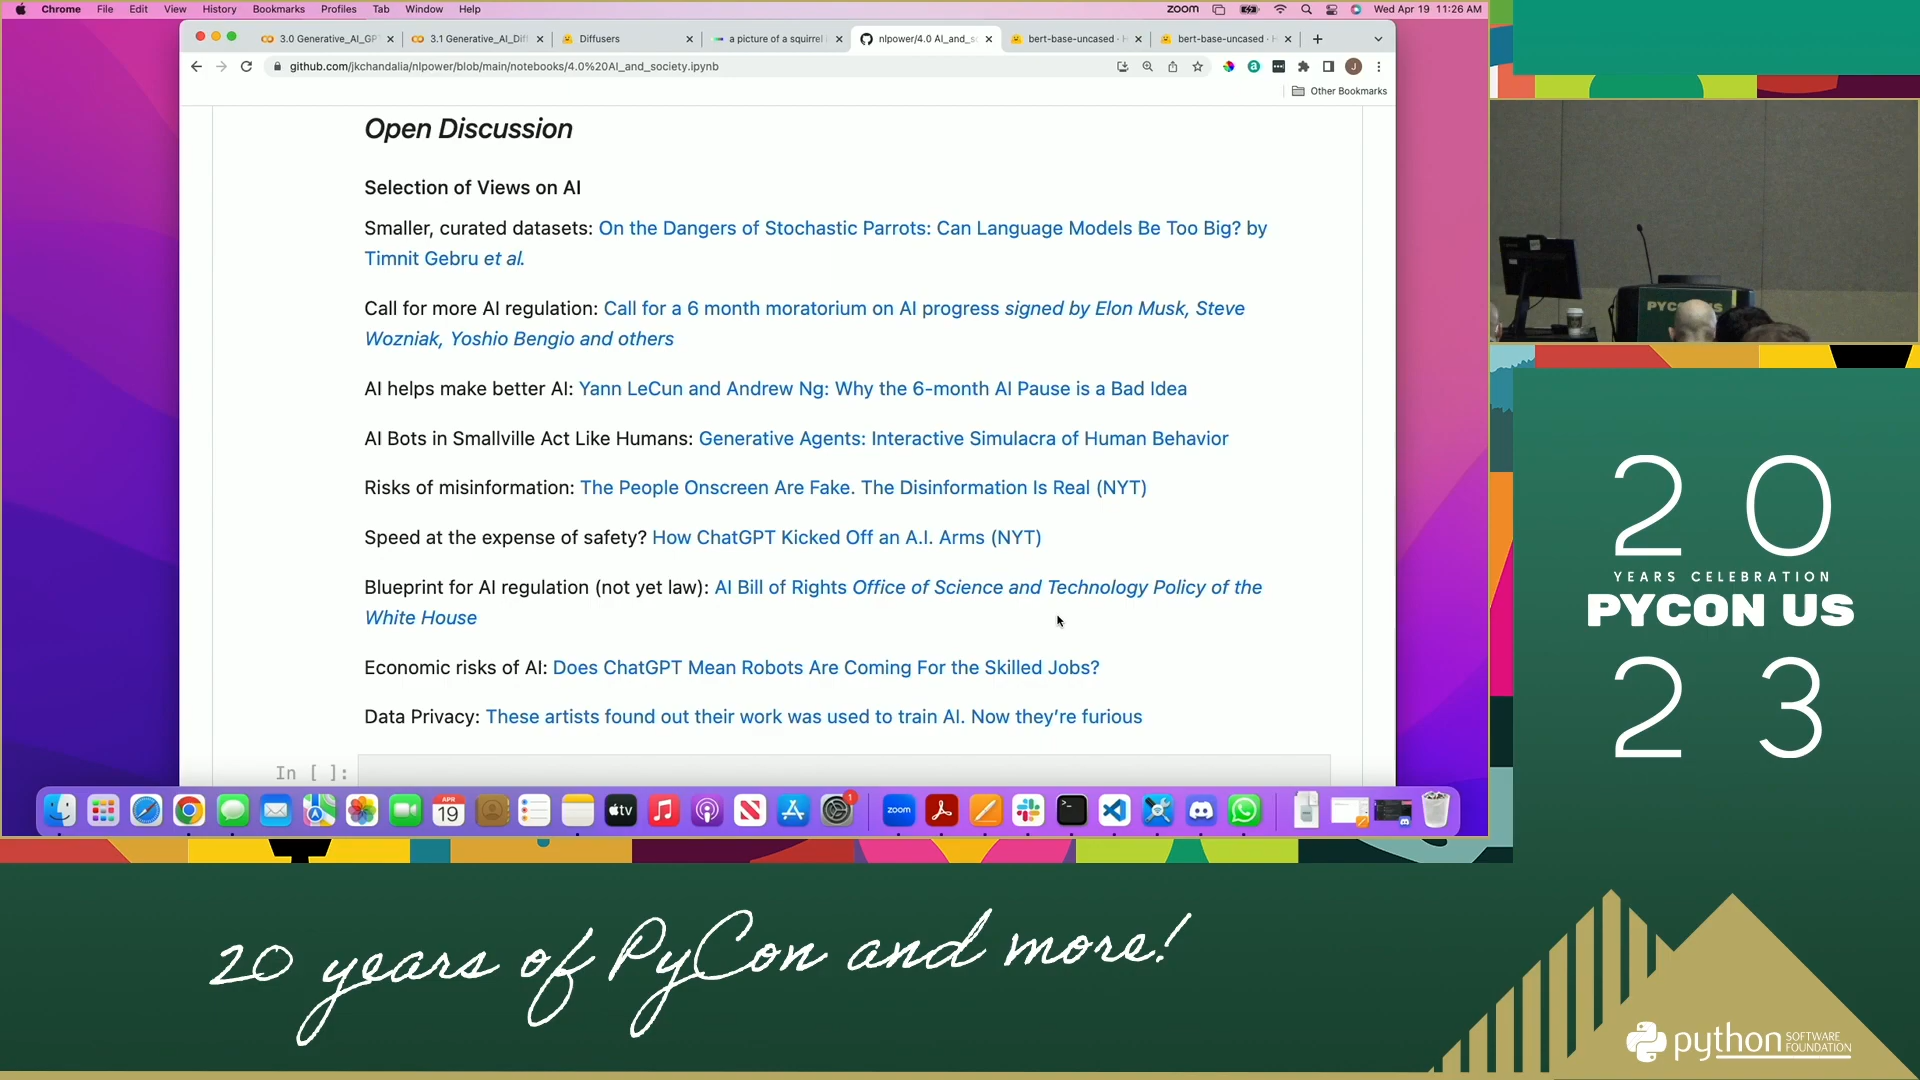 Chrome File Edit View History Bookmarks Profiles Tab Window Help
zoom Wed Apr 19 11:26 AM
3.0 Generative_AI_GP
3.1 Generative_AI_Dif
Diffusers
a picture of a squirrel
nlpower/4.0 AI_and_so
bert-base-uncased · H
bert-base-uncased · H
github.com/jkchandalia/nlpower/blob/main/notebooks/4.0%20AI_and_society.ipynb
J
Other Bookmarks
Open Discussion
Selection of Views on AI
Smaller, curated datasets: On the Dangers of Stochastic Parrots: Can Language Models Be Too Big? by
Timnit Gebru et al.
Call for more AI regulation: Call for a 6 month moratorium on AI progress signed by Elon Musk, Steve
Wozniak, Yoshio Bengio and others
AI helps make better AI: Yann LeCun and Andrew Ng: Why the 6-month AI Pause is a Bad Idea
AI Bots in Smallville Act Like Humans: Generative Agents: Interactive Simulacra of Human Behavior
Risks of misinformation: The People Onscreen Are Fake. The Disinformation Is Real (NYT)
Speed at the expense of safety? How ChatGPT Kicked Off an A.I. Arms (NYT)
Blueprint for AI regulation (not yet law): AI Bill of Rights Office of Science and Technology Policy of the
White House
Economic risks of AI: Does ChatGPT Mean Robots Are Coming For the Skilled Jobs?
Data Privacy: These artists found out their work was used to train AI. Now they're furious
In [ ]:
APR
19
tv
1
zoom
PYCON US
20
YEARS CELEBRATION
PYCON US
23
20 years of PyCon and more!
python SOFTWARE
FOUNDATION